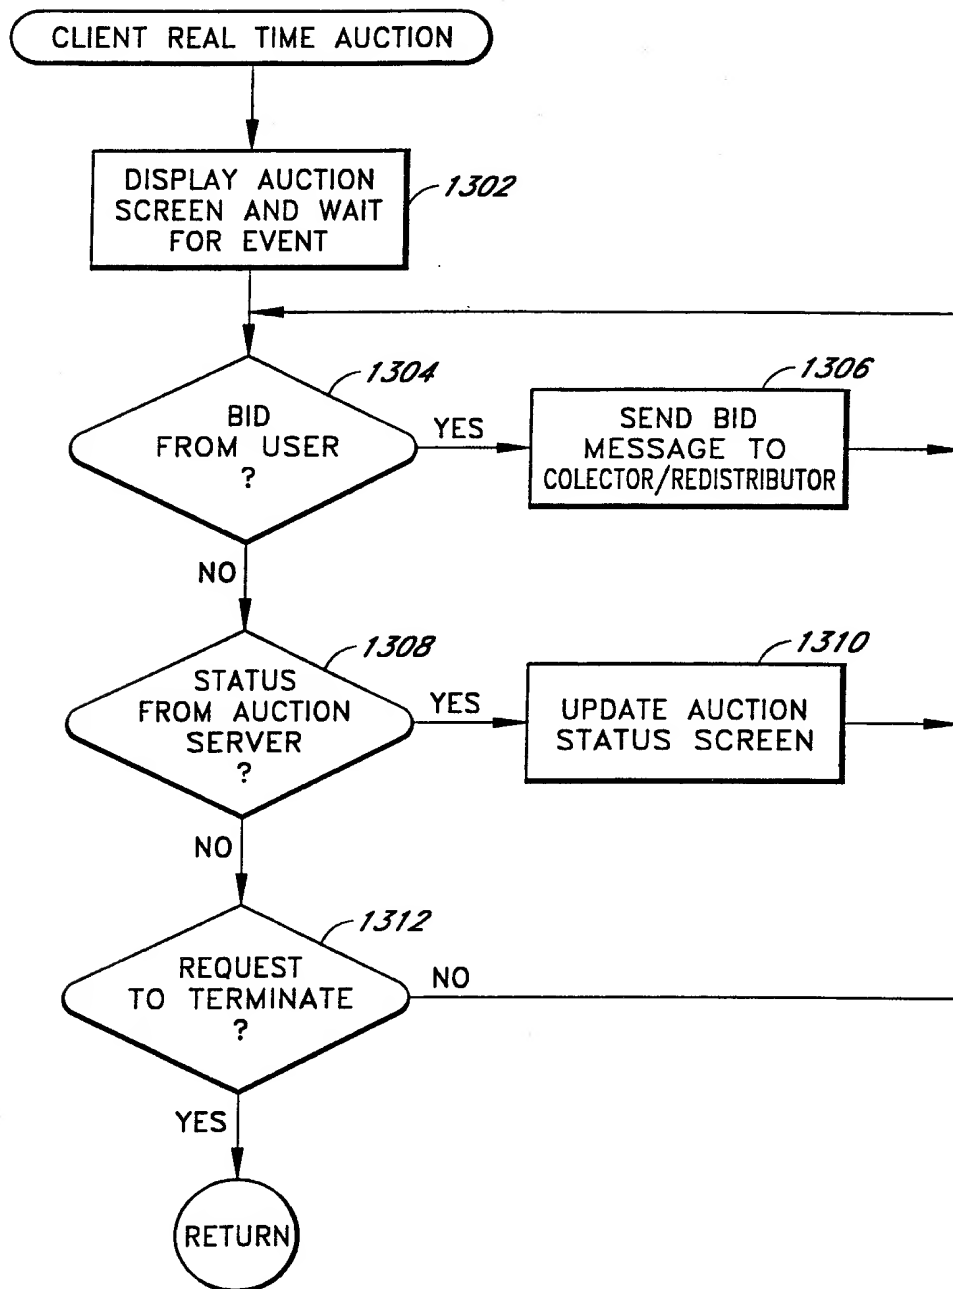 CLIENT REAL TIME AUCTION
DISPLAY AUCTION
SCREEN AND WAIT
FOR EVENT
1302
BID
FROM USER
?
1304
YES
SEND BID
MESSAGE TO
COLECTOR/REDISTRIBUTOR
1306
NO
STATUS
FROM AUCTION
SERVER
?
1308
YES
UPDATE AUCTION
STATUS SCREEN
1310
NO
REQUEST
TO TERMINATE
?
1312
NO
YES
RETURN